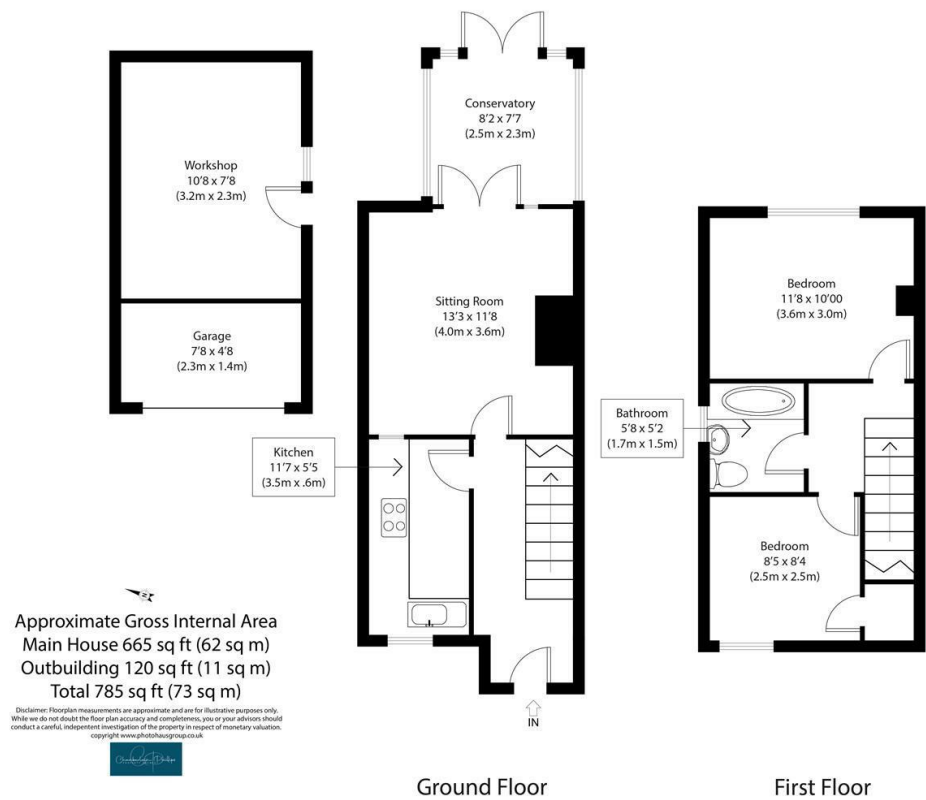 Conservatory
8'2 x 7'7
(2.5m x 2.3m)
Workshop
10'8 x 7'8
(3.2m x 2.3m)
Sitting Room
13'3 x 11'8
(4.0m x 3.6m)
Garage
7'8 x 4'8
(2.3m x 1.4m)
Kitchen
11'7 x 5'5
(3.5m x .6m)
Bedroom
11'8 x 10'00
(3.6m x 3.0m)
Bathroom
5'8 x 5'2
(1.7m x 1.5m)
Bedroom
8'5 x 8'4
(2.5m x 2.5m)
IN
N
Approximate Gross Internal Area
Main House 665 sq ft (62 sq m)
Outbuilding 120 sq ft (11 sq m)
Total 785 sq ft (73 sq m)
Disclaimer: Floorplan measurements are approximate and are for illustrative purposes only.
While we do not doubt the floor plan accuracy and completeness, you or your advisors should
conduct a careful, independent investigation of the property in respect of monetary valuation.
copyright www.photohausgroup.co.uk
Ground Floor
First Floor